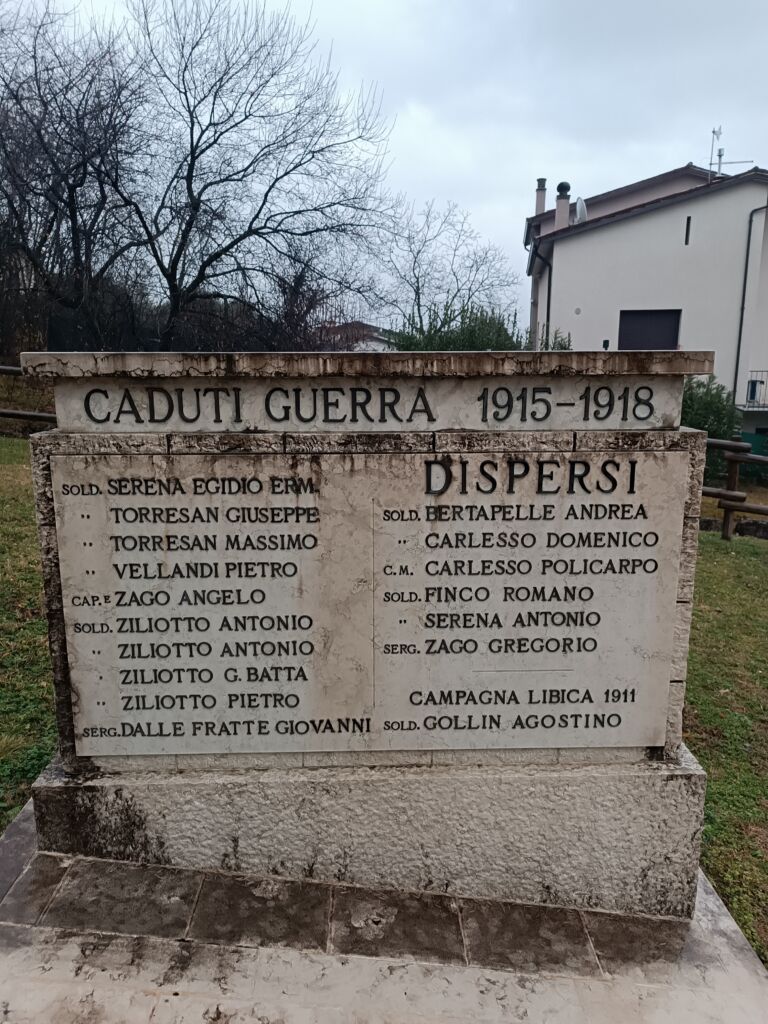 CADUTI GUERRA 1915-1918
SOLD. SERENA EGIDIO ERM.
" TORRESAN GIUSEPPE
" TORRESAN MASSIMO
" VELLANDI PIETRO
CAP.E ZAGO ANGELO
SOLD. ZILIOTTO ANTONIO
" ZILIOTTO ANTONIO
" ZILIOTTO G. BATTA
" ZILIOTTO PIETRO
SERG. DALLE FRATTE GIOVANNI
DISPERSI
SOLD. BERTAPELLE ANDREA
" CARLESSO DOMENICO
C.M. CARLESSO POLICARPO
SOLD. FINCO ROMANO
" SERENA ANTONIO
SERG. ZAGO GREGORIO
CAMPAGNA LIBICA 1911
SOLD. GOLLIN AGOSTINO